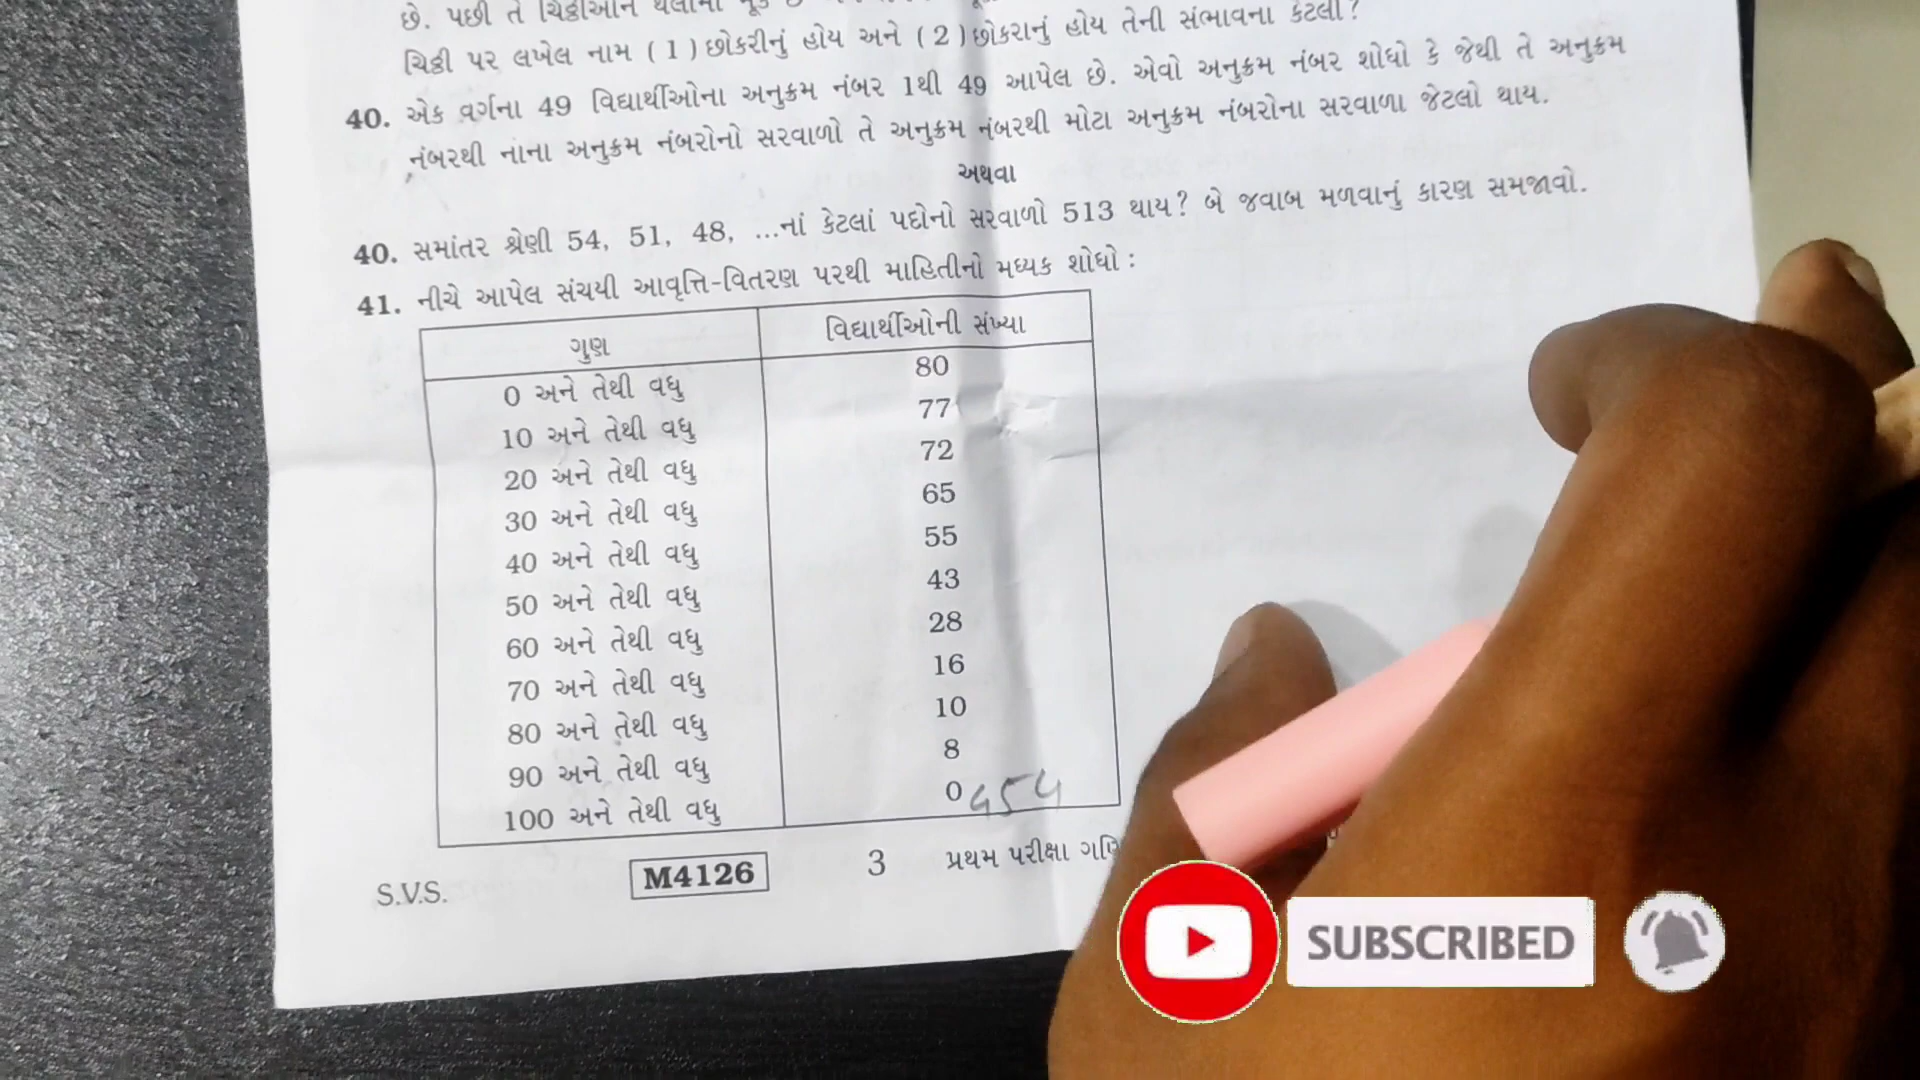 છે. પછી તે
ચિઠ્ઠી પર લખેલ નામ (1) છોકરીનું હોય અને (2) છોકરાનું હોય તેની સંભાવના કેટલી?
40. એક વર્ગના 49 વિદ્યાર્થીઓના અનુક્રમ નંબર 1થી 49 આપેલ છે. એવો અનુક્રમ નંબર શોધો કે જેથી તે અનુક્રમ
નંબરથી નાના અનુક્રમ નંબરોનો સરવાળો તે અનુક્રમ નંબરથી મોટા અનુક્રમ નંબરોના સરવાળા જેટલો થાય.
અથવા
40. સમાંતર શ્રેણી 54, 51, 48, ...નાં કેટલાં પદોનો સરવાળો 513 થાય? બે જવાબ મળવાનું કારણ સમજાવો.
41. નીચે આપેલ સંચયી આવૃત્તિ-વિતરણ પરથી માહિતીનો મધ્યક શોધો :
ગુણ વિદ્યાર્થીઓની સંખ્યા
0 અને તેથી વધુ 80
10 અને તેથી વધુ 77
20 અને તેથી વધુ 72
30 અને તેથી વધુ 65
40 અને તેથી વધુ 55
50 અને તેથી વધુ 43
60 અને તેથી વધુ 28
70 અને તેથી વધુ 16
80 અને તેથી વધુ 10
90 અને તેથી વધુ 8
100 અને તેથી વધુ 0 454
S.V.S. M4126 3 પ્રથમ પરીક્ષા
SUBSCRIBED